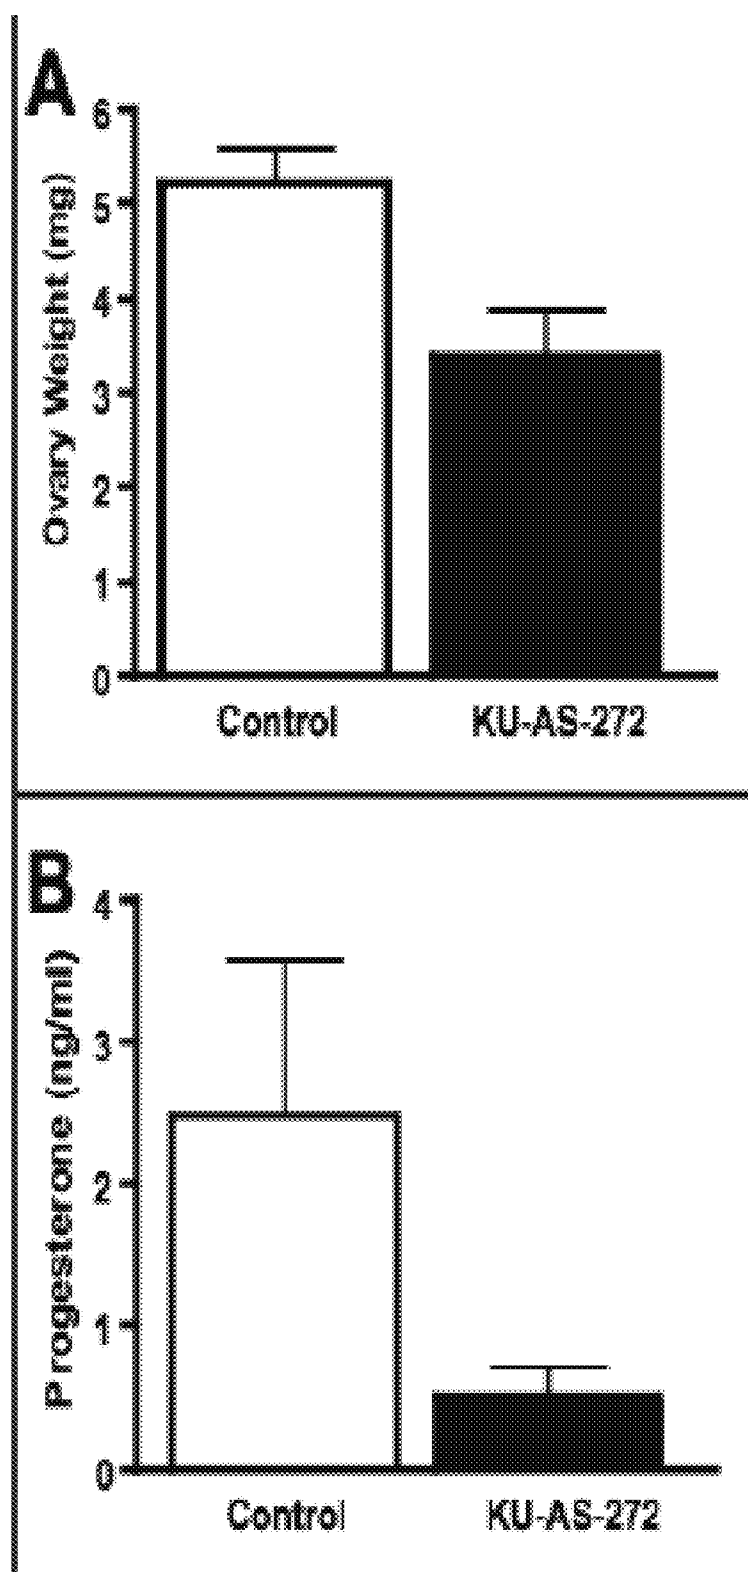 A
6
5
4
3
2
1
0
Ovary Weight (mg)
Control KU-AS-272
B
4
3
2
1
0
Progesterone (ng/ml)
Control KU-AS-272